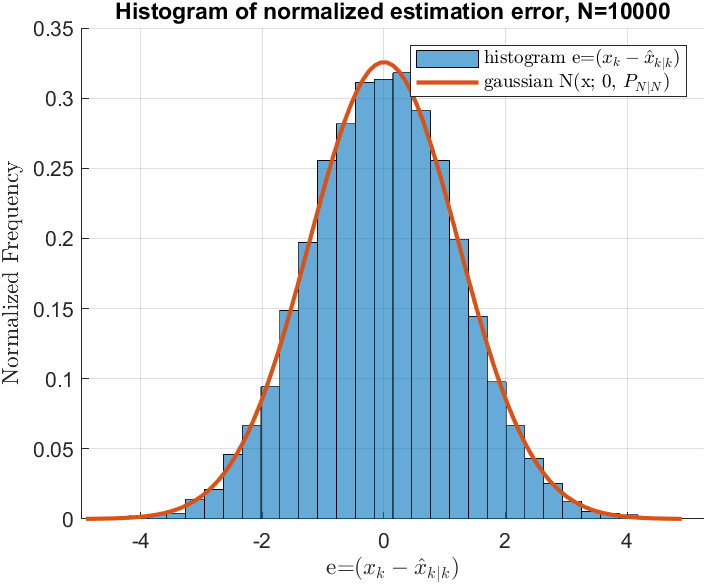 Histogram of normalized estimation error, N=10000
histogram e=(x_k − x̂_{k|k})
gaussian N(x; 0, P_{N|N})
Normalized Frequency
0.35
0.3
0.25
0.2
0.15
0.1
0.05
0
-4 -2 0 2 4
e=(x_k − x̂_{k|k})